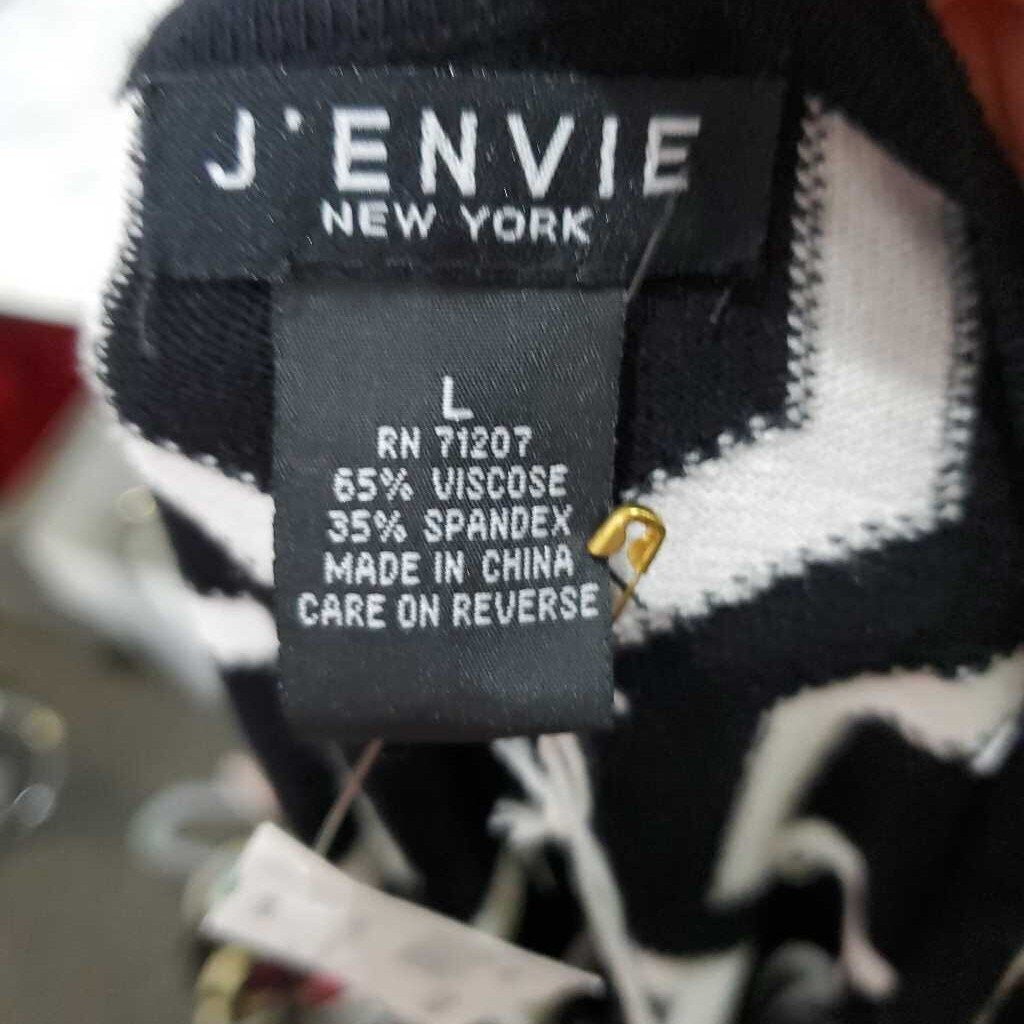 J'ENVIE
NEW YORK
L
RN 71207
65% VISCOSE
35% SPANDEX
MADE IN CHINA
CARE ON REVERSE